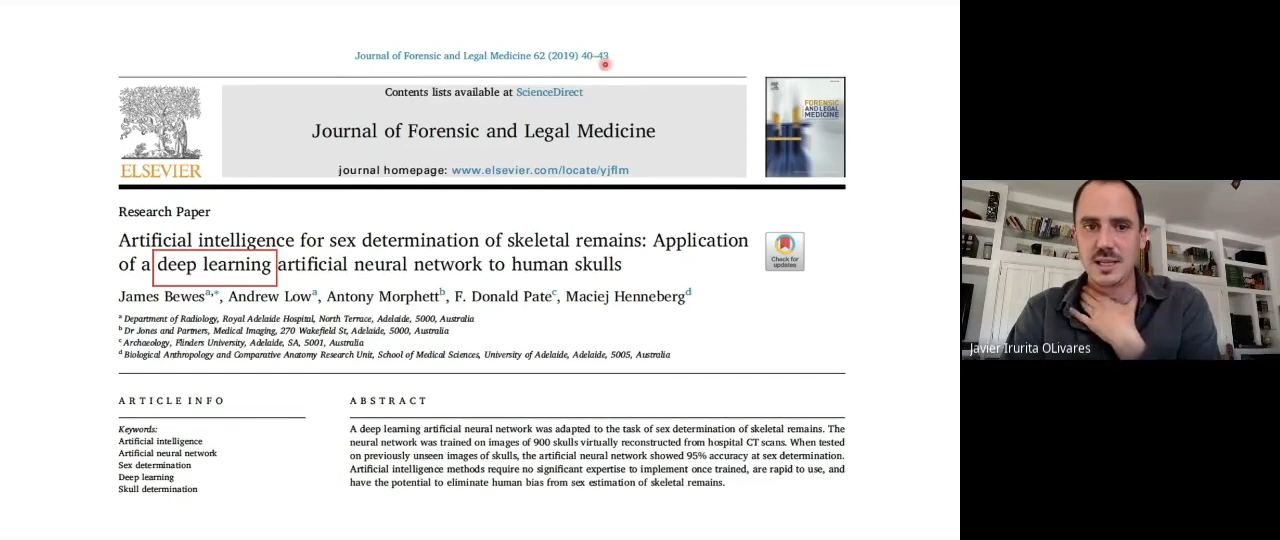 Journal of Forensic and Legal Medicine 62 (2019) 40–43
Contents lists available at ScienceDirect
Journal of Forensic and Legal Medicine
journal homepage: www.elsevier.com/locate/yjflm
ELSEVIER
FORENSIC
AND LEGAL
MEDICINE
Research Paper
Artificial intelligence for sex determination of skeletal remains: Application
of a deep learning artificial neural network to human skulls
Check for
updates
James Bewes a,*, Andrew Low a, Antony Morphett b, F. Donald Pate c, Maciej Henneberg d
a Department of Radiology, Royal Adelaide Hospital, North Terrace, Adelaide, 5000, Australia
b Dr Jones and Partners, Medical Imaging, 270 Wakefield St, Adelaide, 5000, Australia
c Archaeology, Flinders University, Adelaide, SA, 5001, Australia
d Biological Anthropology and Comparative Anatomy Research Unit, School of Medical Sciences, University of Adelaide, Adelaide, 5005, Australia
ARTICLE INFO
Keywords:
Artificial intelligence
Artificial neural network
Sex determination
Deep learning
Skull determination
ABSTRACT
A deep learning artificial neural network was adapted to the task of sex determination of skeletal remains. The
neural network was trained on images of 900 skulls virtually reconstructed from hospital CT scans. When tested
on previously unseen images of skulls, the artificial neural network showed 95% accuracy at sex determination.
Artificial intelligence methods require no significant expertise to implement once trained, are rapid to use, and
have the potential to eliminate human bias from sex estimation of skeletal remains.
Javier Irurita OLivares